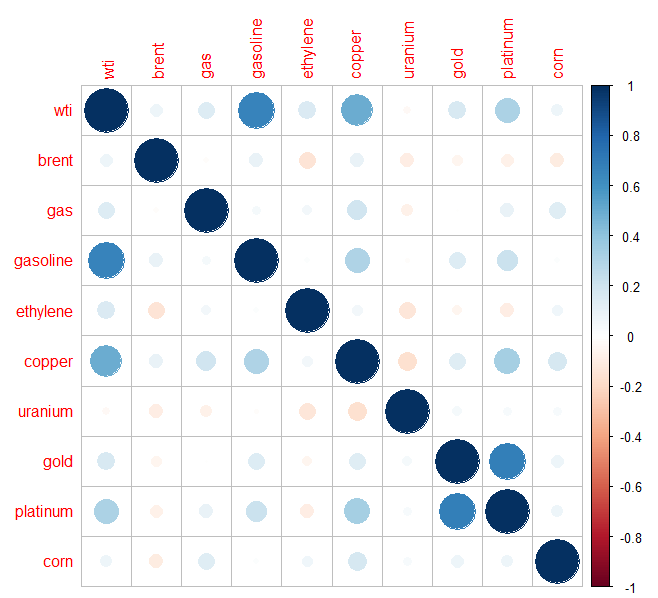 wti
brent
gas
gasoline
ethylene
copper
uranium
gold
platinum
corn
wti
brent
gas
gasoline
ethylene
copper
uranium
gold
platinum
corn
1
0.8
0.6
0.4
0.2
0
-0.2
-0.4
-0.6
-0.8
-1